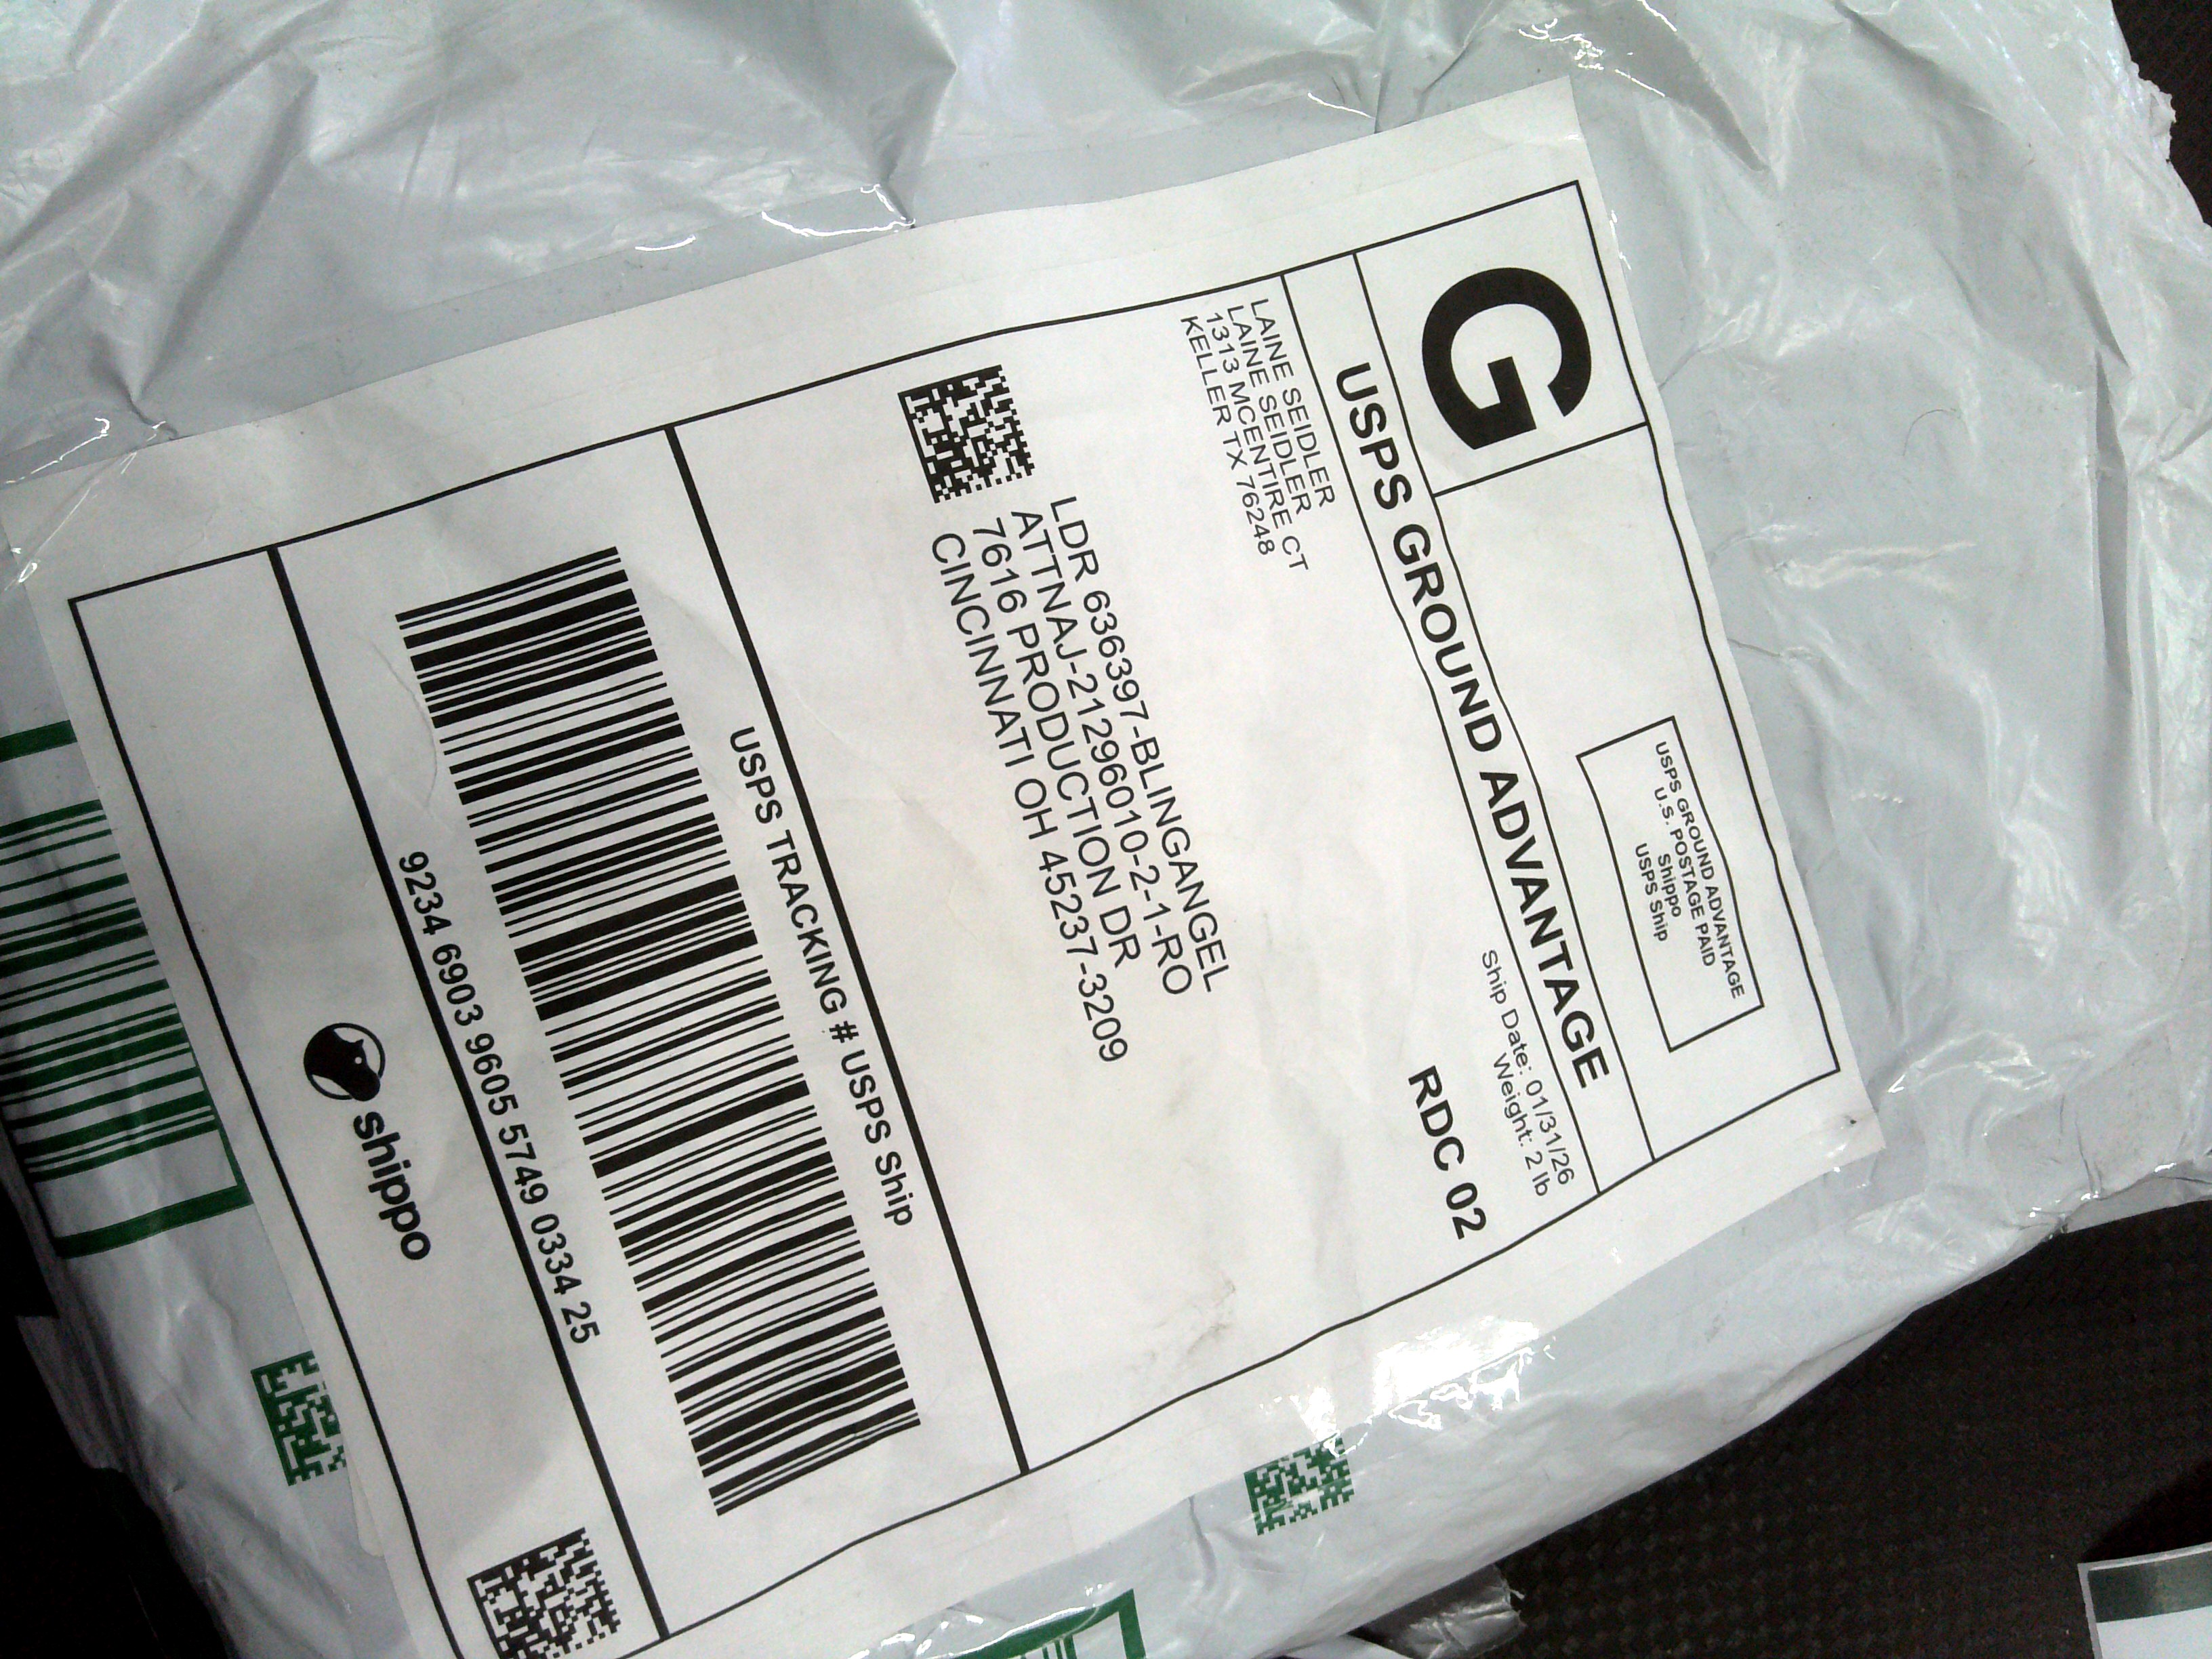 G
USPS GROUND ADVANTAGE
U.S. POSTAGE PAID
Shippo
USPS Ship
USPS GROUND ADVANTAGE
LAINE SEIDLER
LAINE SEIDLER
1313 MCENTIRE CT
KELLER TX 76248
Ship Date: 01/31/26
Weight: 2 lb
RDC 02
LDR 636397-BLINGANGEL
ATTNAJ-21296010-2-1-RO
7616 PRODUCTION DR
CINCINNATI OH 45237-3209
USPS TRACKING # USPS Ship
9234 6903 9605 5749 0334 25
shippo